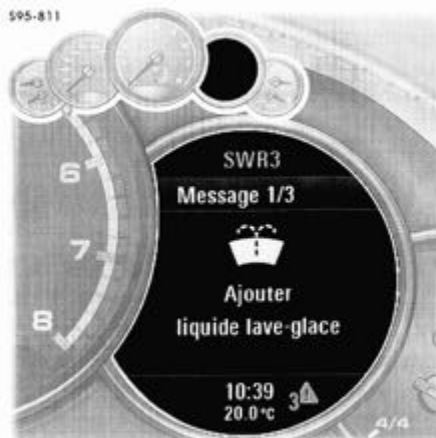 S95-811
6
7
8
SWR3
Message 1/3
Ajouter
liquide lave-glace
10:39
20.0°C
3
4/4